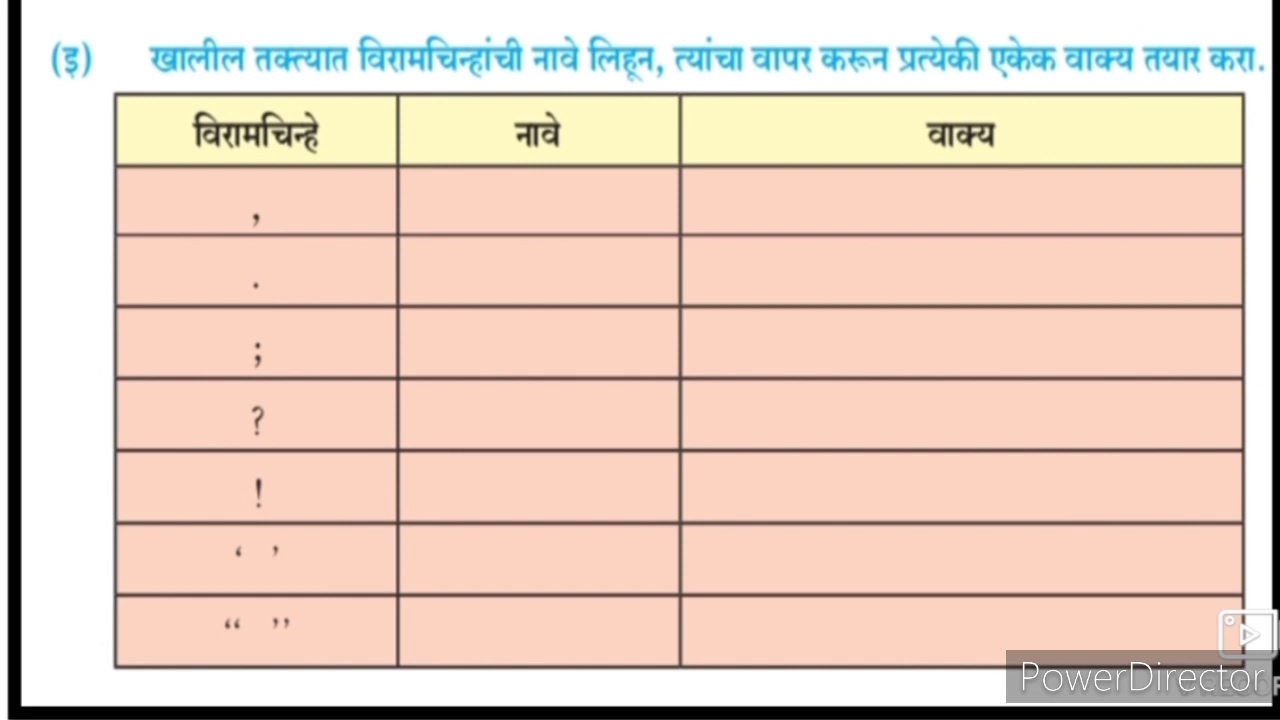 (इ) खालील तक्त्यात विरामचिन्हांची नावे लिहून, त्यांचा वापर करून प्रत्येकी एकेक वाक्य तयार करा.
विरामचिन्हे नावे वाक्य
,
.
;
?
!
‘ ’
“ ”
PowerDirector